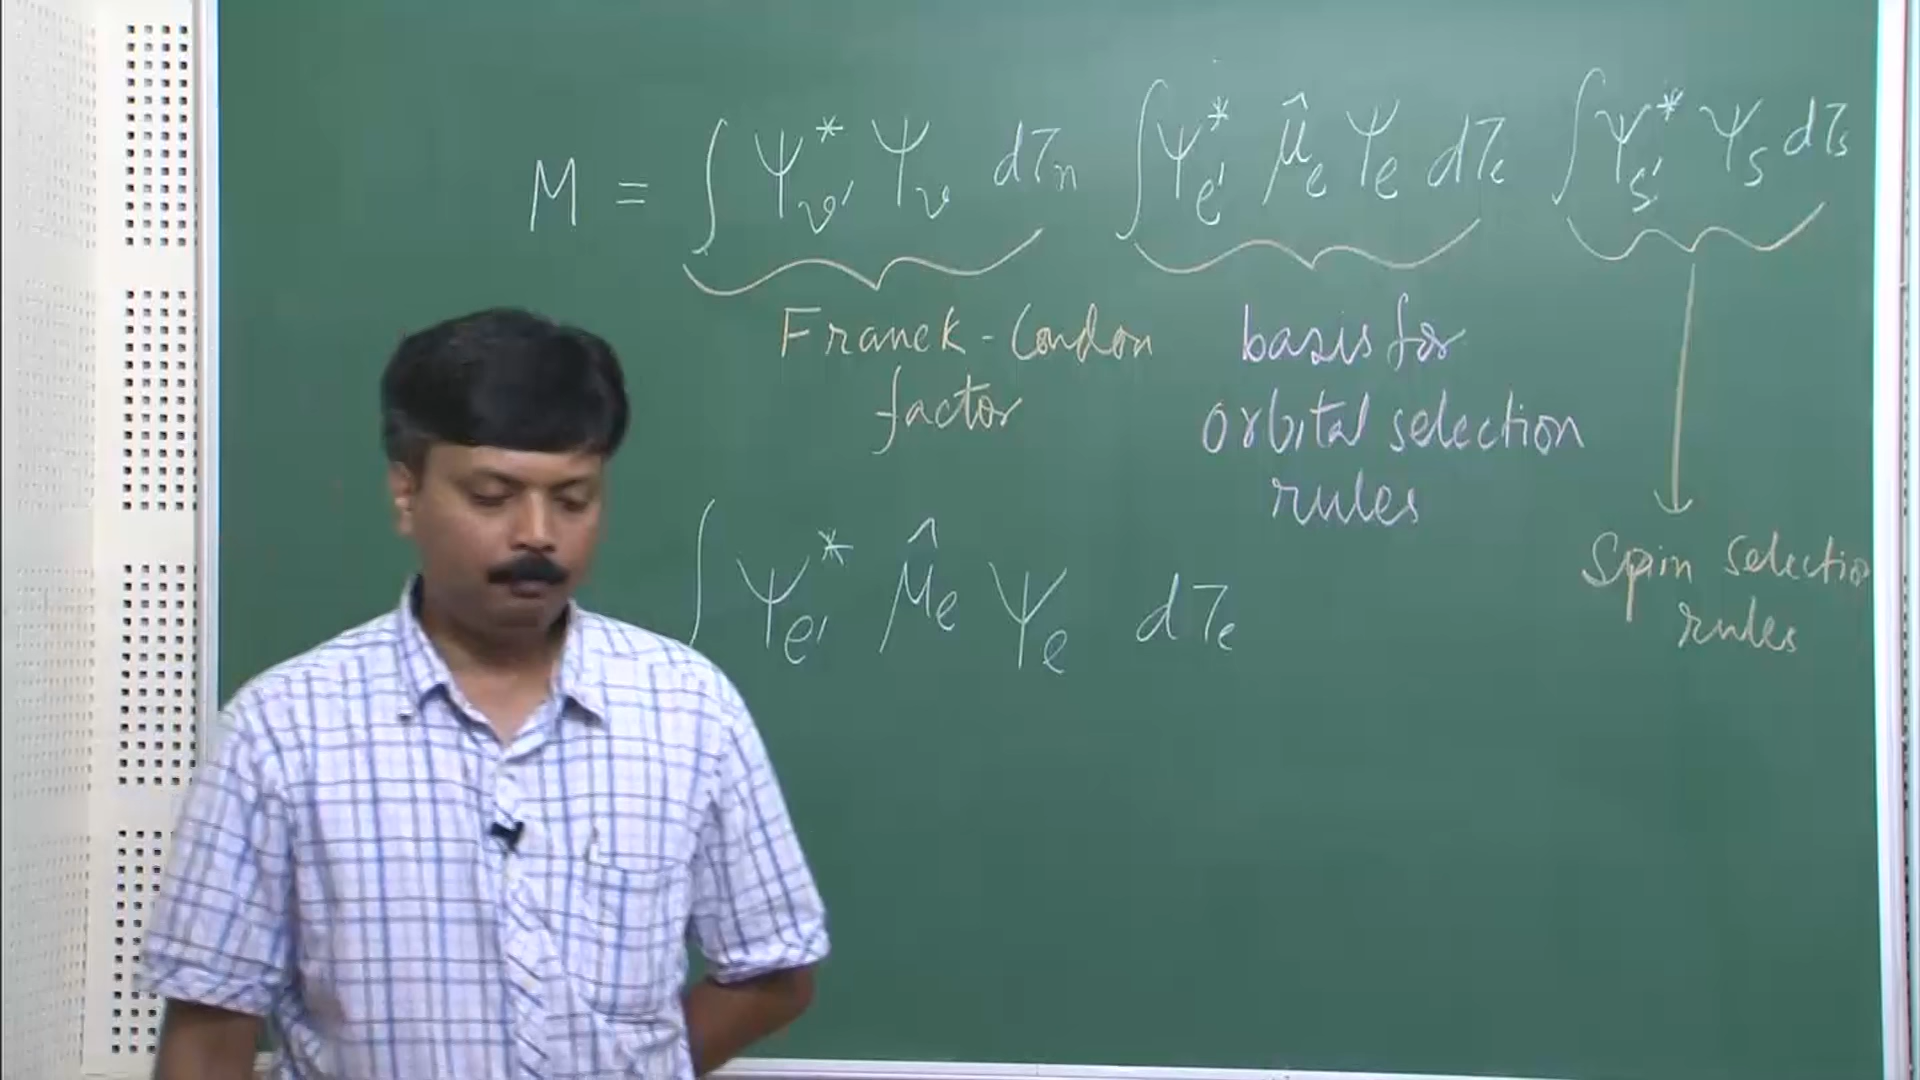 M = ∫ Ψ*ᵥ′ Ψᵥ dτₙ ∫ Ψ*ₑ′ μ̂ₑ Ψₑ dτₑ ∫ Ψ*ₛ′ Ψₛ dτₛ
Franck-Condon factor
basis for
orbital selection
rules
Spin selection
rules
∫ Ψ*ₑ′ μ̂ₑ Ψₑ dτₑ